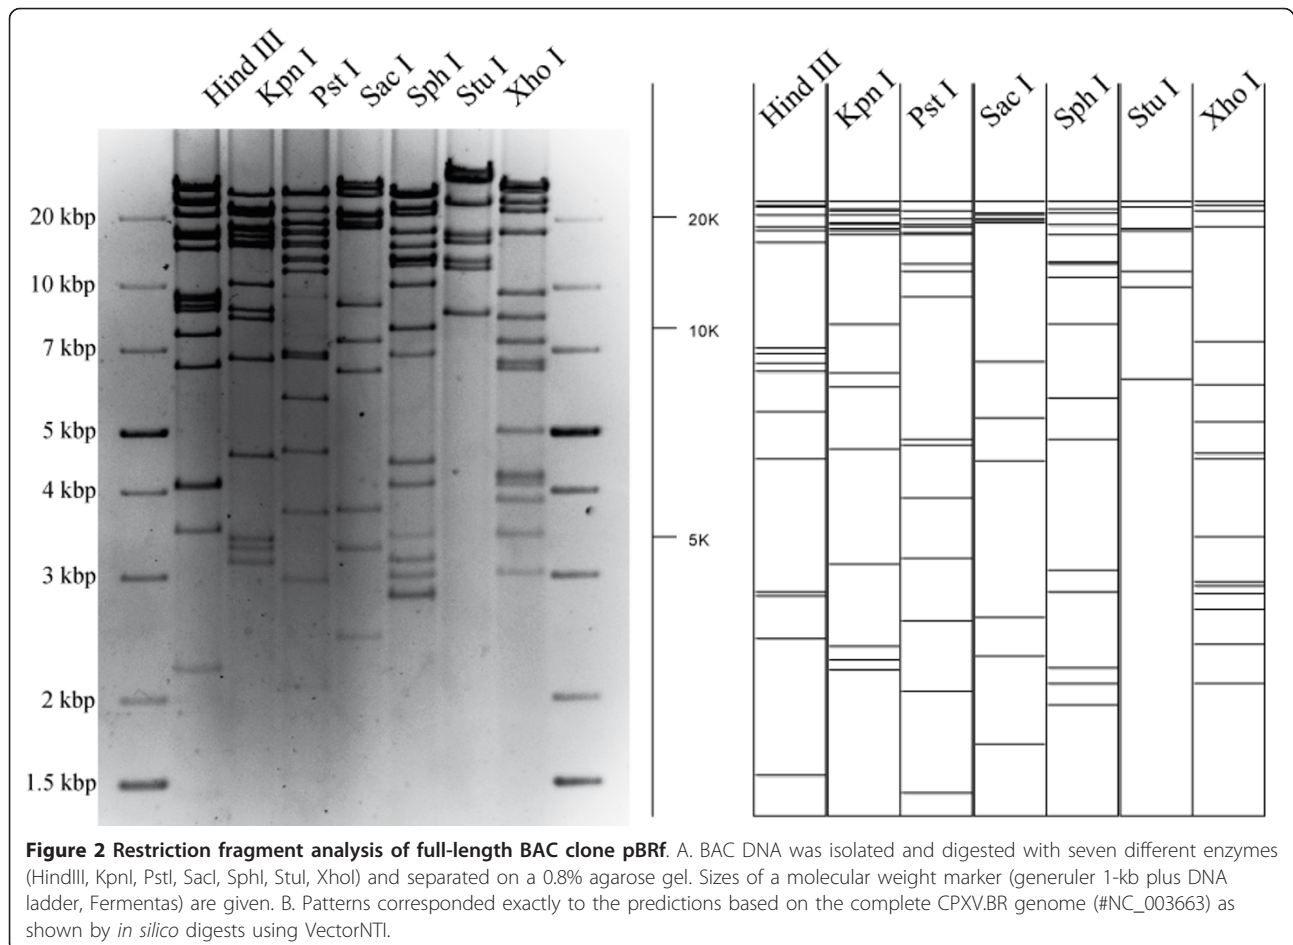 Hind III Kpn I Pst I Sac I Sph I Stu I Xho I
20 kbp
10 kbp
7 kbp
5 kbp
4 kbp
3 kbp
2 kbp
1.5 kbp
Hind III Kpn I Pst I Sac I Sph I Stu I Xho I
20K
10K
5K
Figure 2 Restriction fragment analysis of full-length BAC clone pBRf. A. BAC DNA was isolated and digested with seven different enzymes
(HindIII, KpnI, PstI, SacI, SphI, StuI, XhoI) and separated on a 0.8% agarose gel. Sizes of a molecular weight marker (generuler 1-kb plus DNA
ladder, Fermentas) are given. B. Patterns corresponded exactly to the predictions based on the complete CPXV.BR genome (#NC_003663) as
shown by in silico digests using VectorNTI.